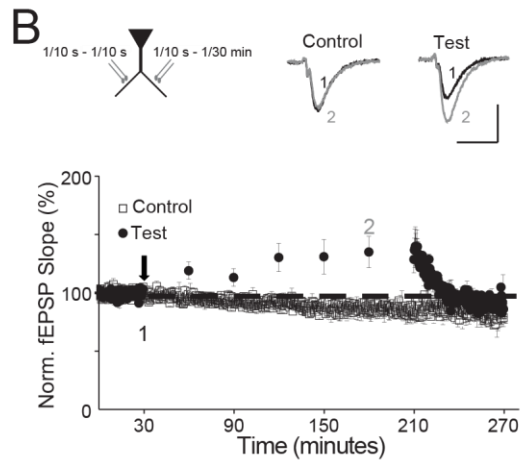 B
1/10 s - 1/10 s
1/10 s - 1/30 min
Control
Test
1
2
1
2
Norm. fEPSP Slope (%)
200
100
0
Control
Test
2
1
30
90
150
210
270
Time (minutes)